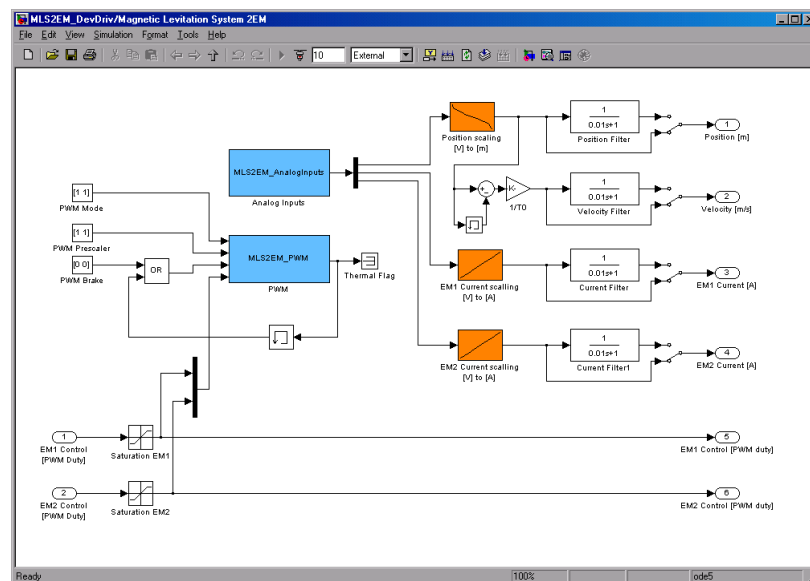 MLS2EM_DevDriv/Magnetic Levitation System 2EM
File Edit View Simulation Format Tools Help
10 External
1
0.01s+1
Position Filter
1
Position [m]
Position scaling
[V] to [m]
MLS2EM_AnalogInputs
Analog Inputs
[1 1]
PWM Mode
+
-
K-
1/T0
1
0.01s+1
Velocity Filter
2
Velocity [m/s]
[1 1]
PWM Prescaler
[0 0]
PWM Brake
OR
MLS2EM_PWM
PWM
Thermal Flag
EM1 Current scalling
[V] to [A]
1
0.01s+1
Current Filter
3
EM1 Current [A]
EM2 Current scalling
[V] to [A]
1
0.01s+1
Current Filter1
4
EM2 Current [A]
1
EM1 Control
[PWM Duty]
Saturation EM1
5
EM1 Control [PWM duty]
2
EM2 Control
[PWM Duty]
Saturation EM2
6
EM2 Control [PWM duty]
Ready 100% ode5